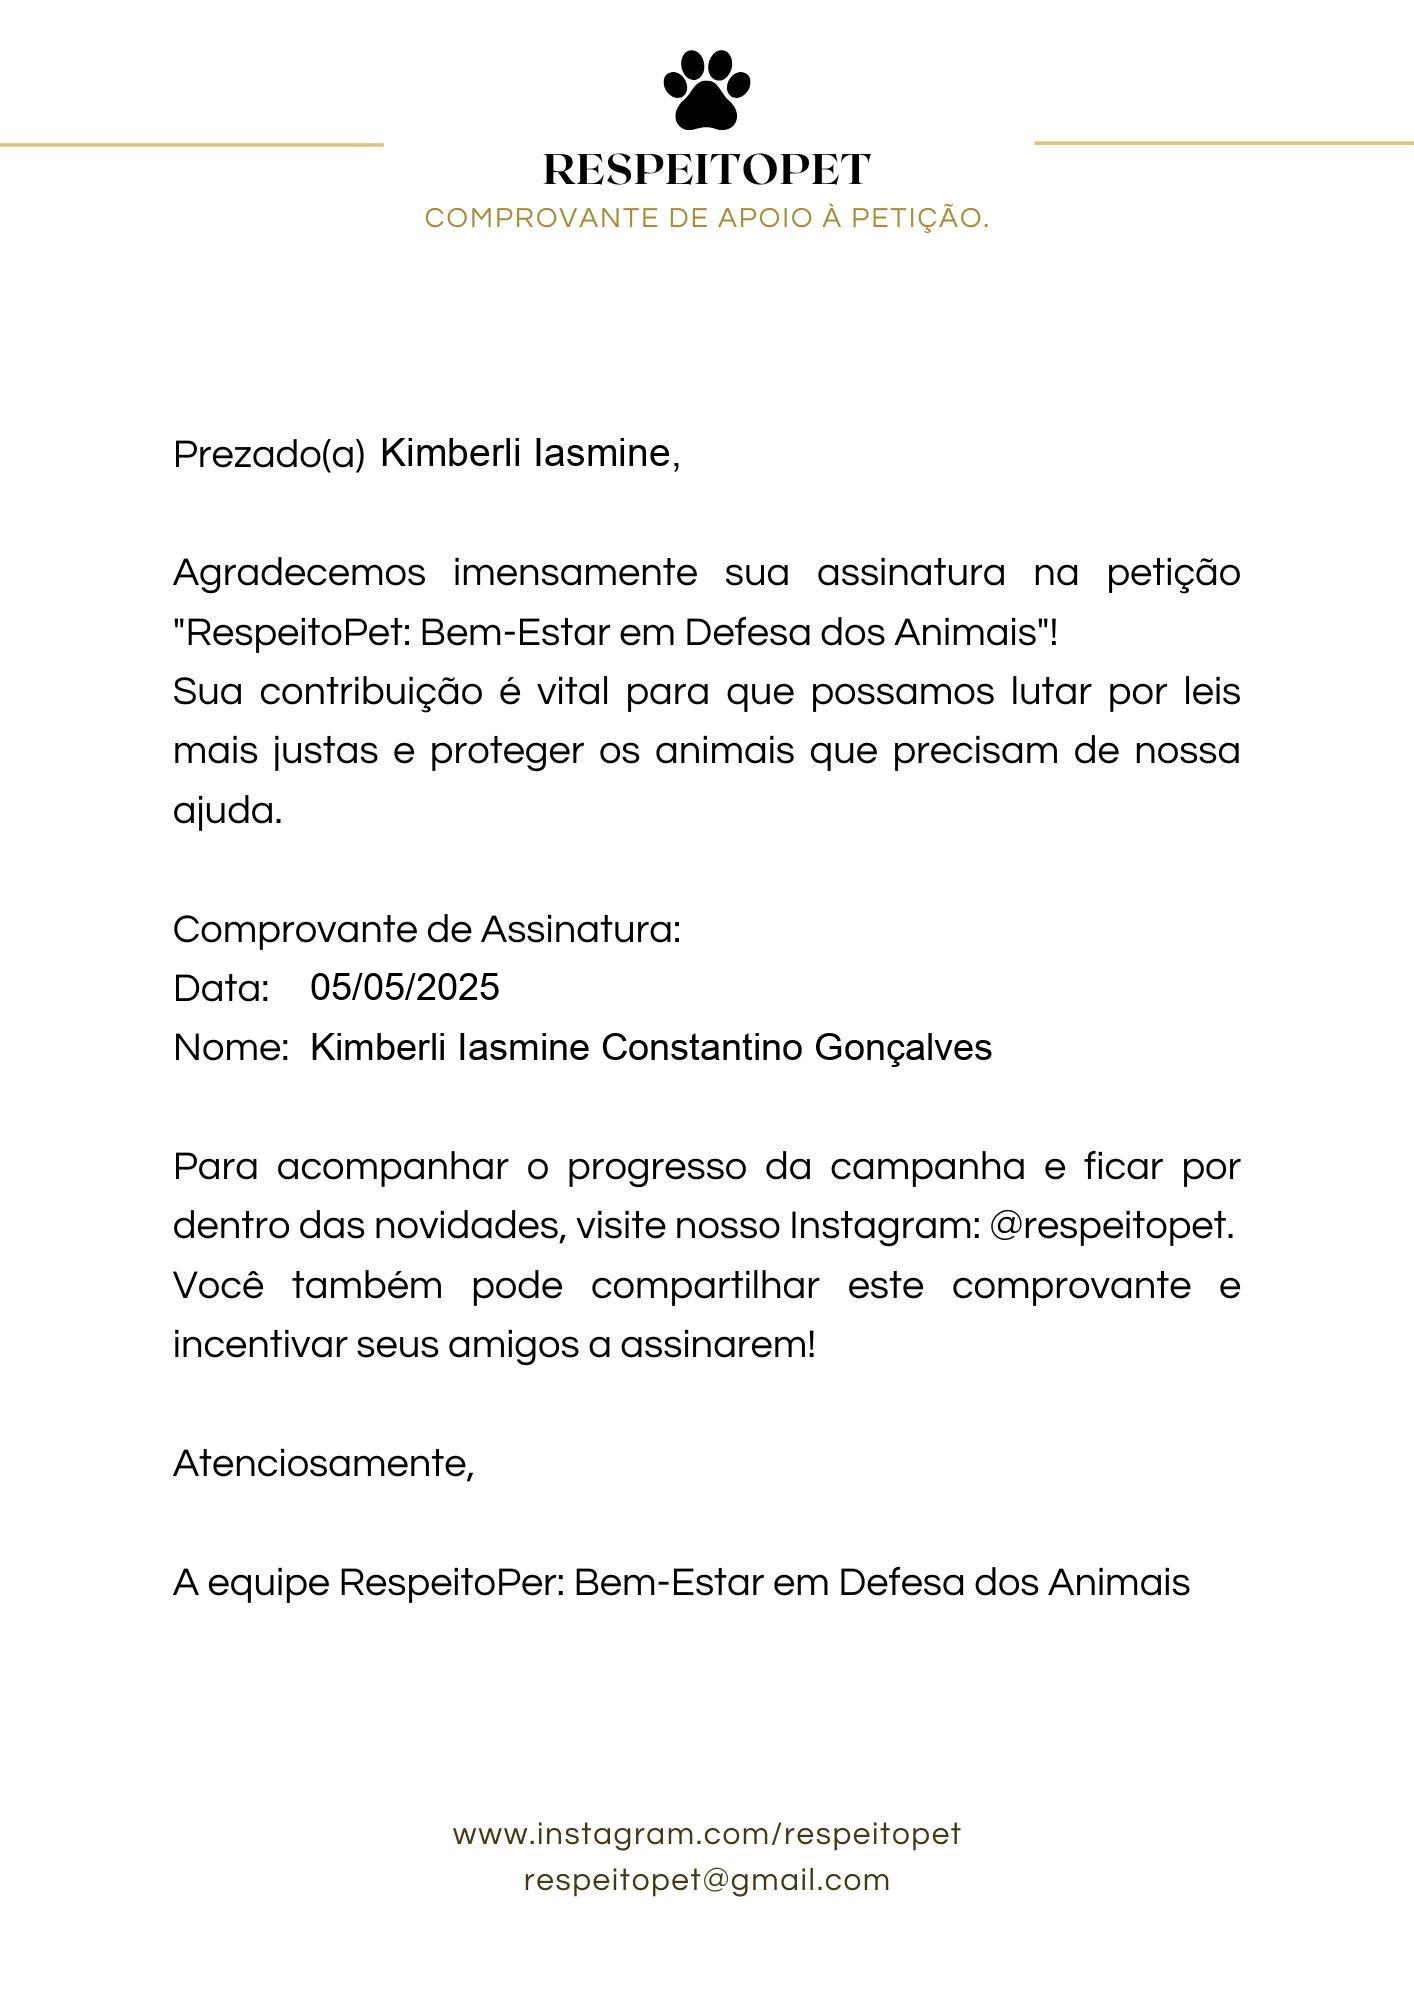 RESPEITOPET
COMPROVANTE DE APOIO À PETIÇÃO.
Prezado(a) Kimberli Iasmine,
Agradecemos imensamente sua assinatura na petição
"RespeitoPet: Bem-Estar em Defesa dos Animais"!
Sua contribuição é vital para que possamos lutar por leis
mais justas e proteger os animais que precisam de nossa
ajuda.
Comprovante de Assinatura:
Data: 05/05/2025
Nome: Kimberli Iasmine Constantino Gonçalves
Para acompanhar o progresso da campanha e ficar por
dentro das novidades, visite nosso Instagram: @respeitopet.
Você também pode compartilhar este comprovante e
incentivar seus amigos a assinarem!
Atenciosamente,
A equipe RespeitoPer: Bem-Estar em Defesa dos Animais
www.instagram.com/respeitopet
respeitopet@gmail.com